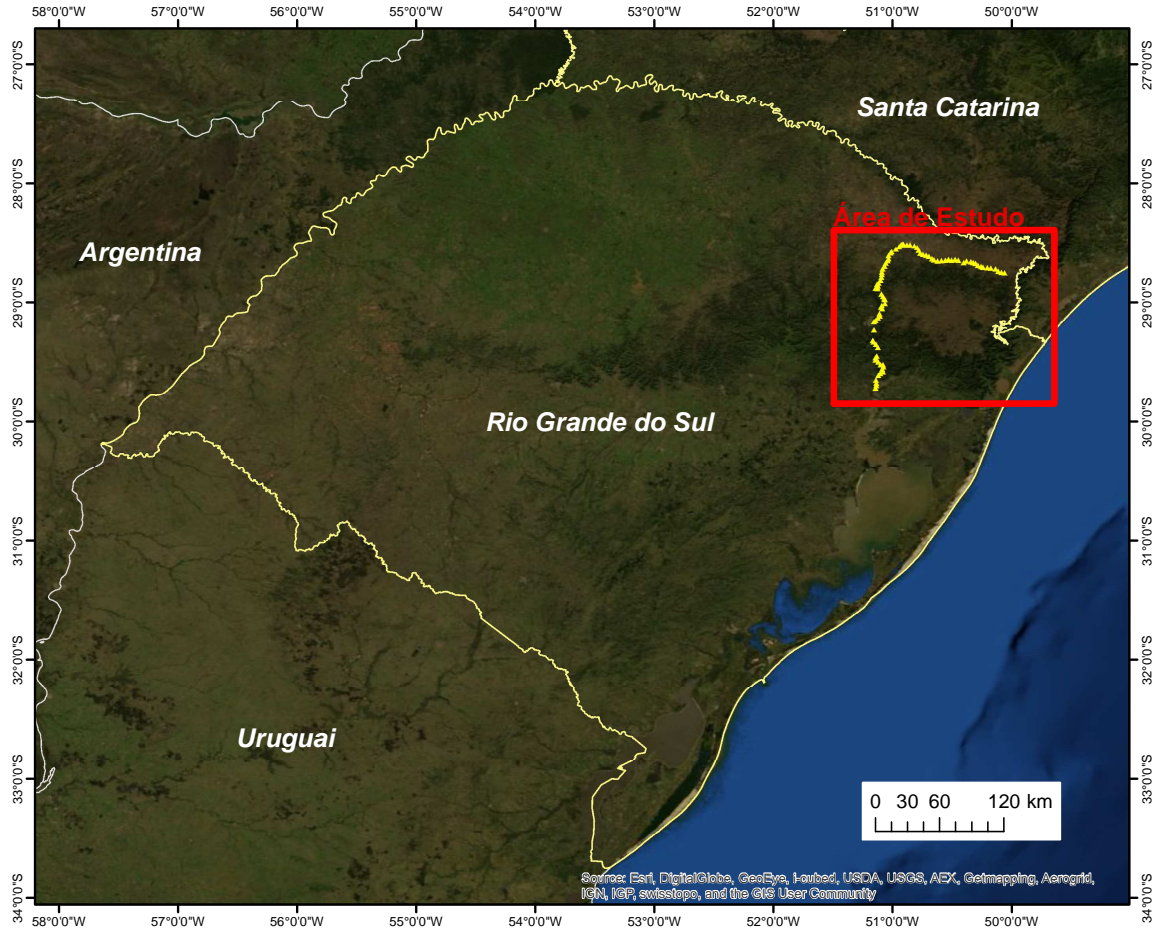 58°0'0"W 57°0'0"W 56°0'0"W 55°0'0"W 54°0'0"W 53°0'0"W 52°0'0"W 51°0'0"W 50°0'0"W
27°0'0"S 27°0'0"S
Santa Catarina
28°0'0"S 28°0'0"S
Área de Estudo
Argentina
29°0'0"S 29°0'0"S
Rio Grande do Sul
30°0'0"S 30°0'0"S
31°0'0"S 31°0'0"S
32°0'0"S 32°0'0"S
Uruguai
33°0'0"S 33°0'0"S
0 30 60 120 km
Source: Esri, DigitalGlobe, GeoEye, i-cubed, USDA, USGS, AEX, Getmapping, Aerogrid,
IGN, IGP, swisstopo, and the GIS User Community
34°0'0"S 34°0'0"S
58°0'0"W 57°0'0"W 56°0'0"W 55°0'0"W 54°0'0"W 53°0'0"W 52°0'0"W 51°0'0"W 50°0'0"W